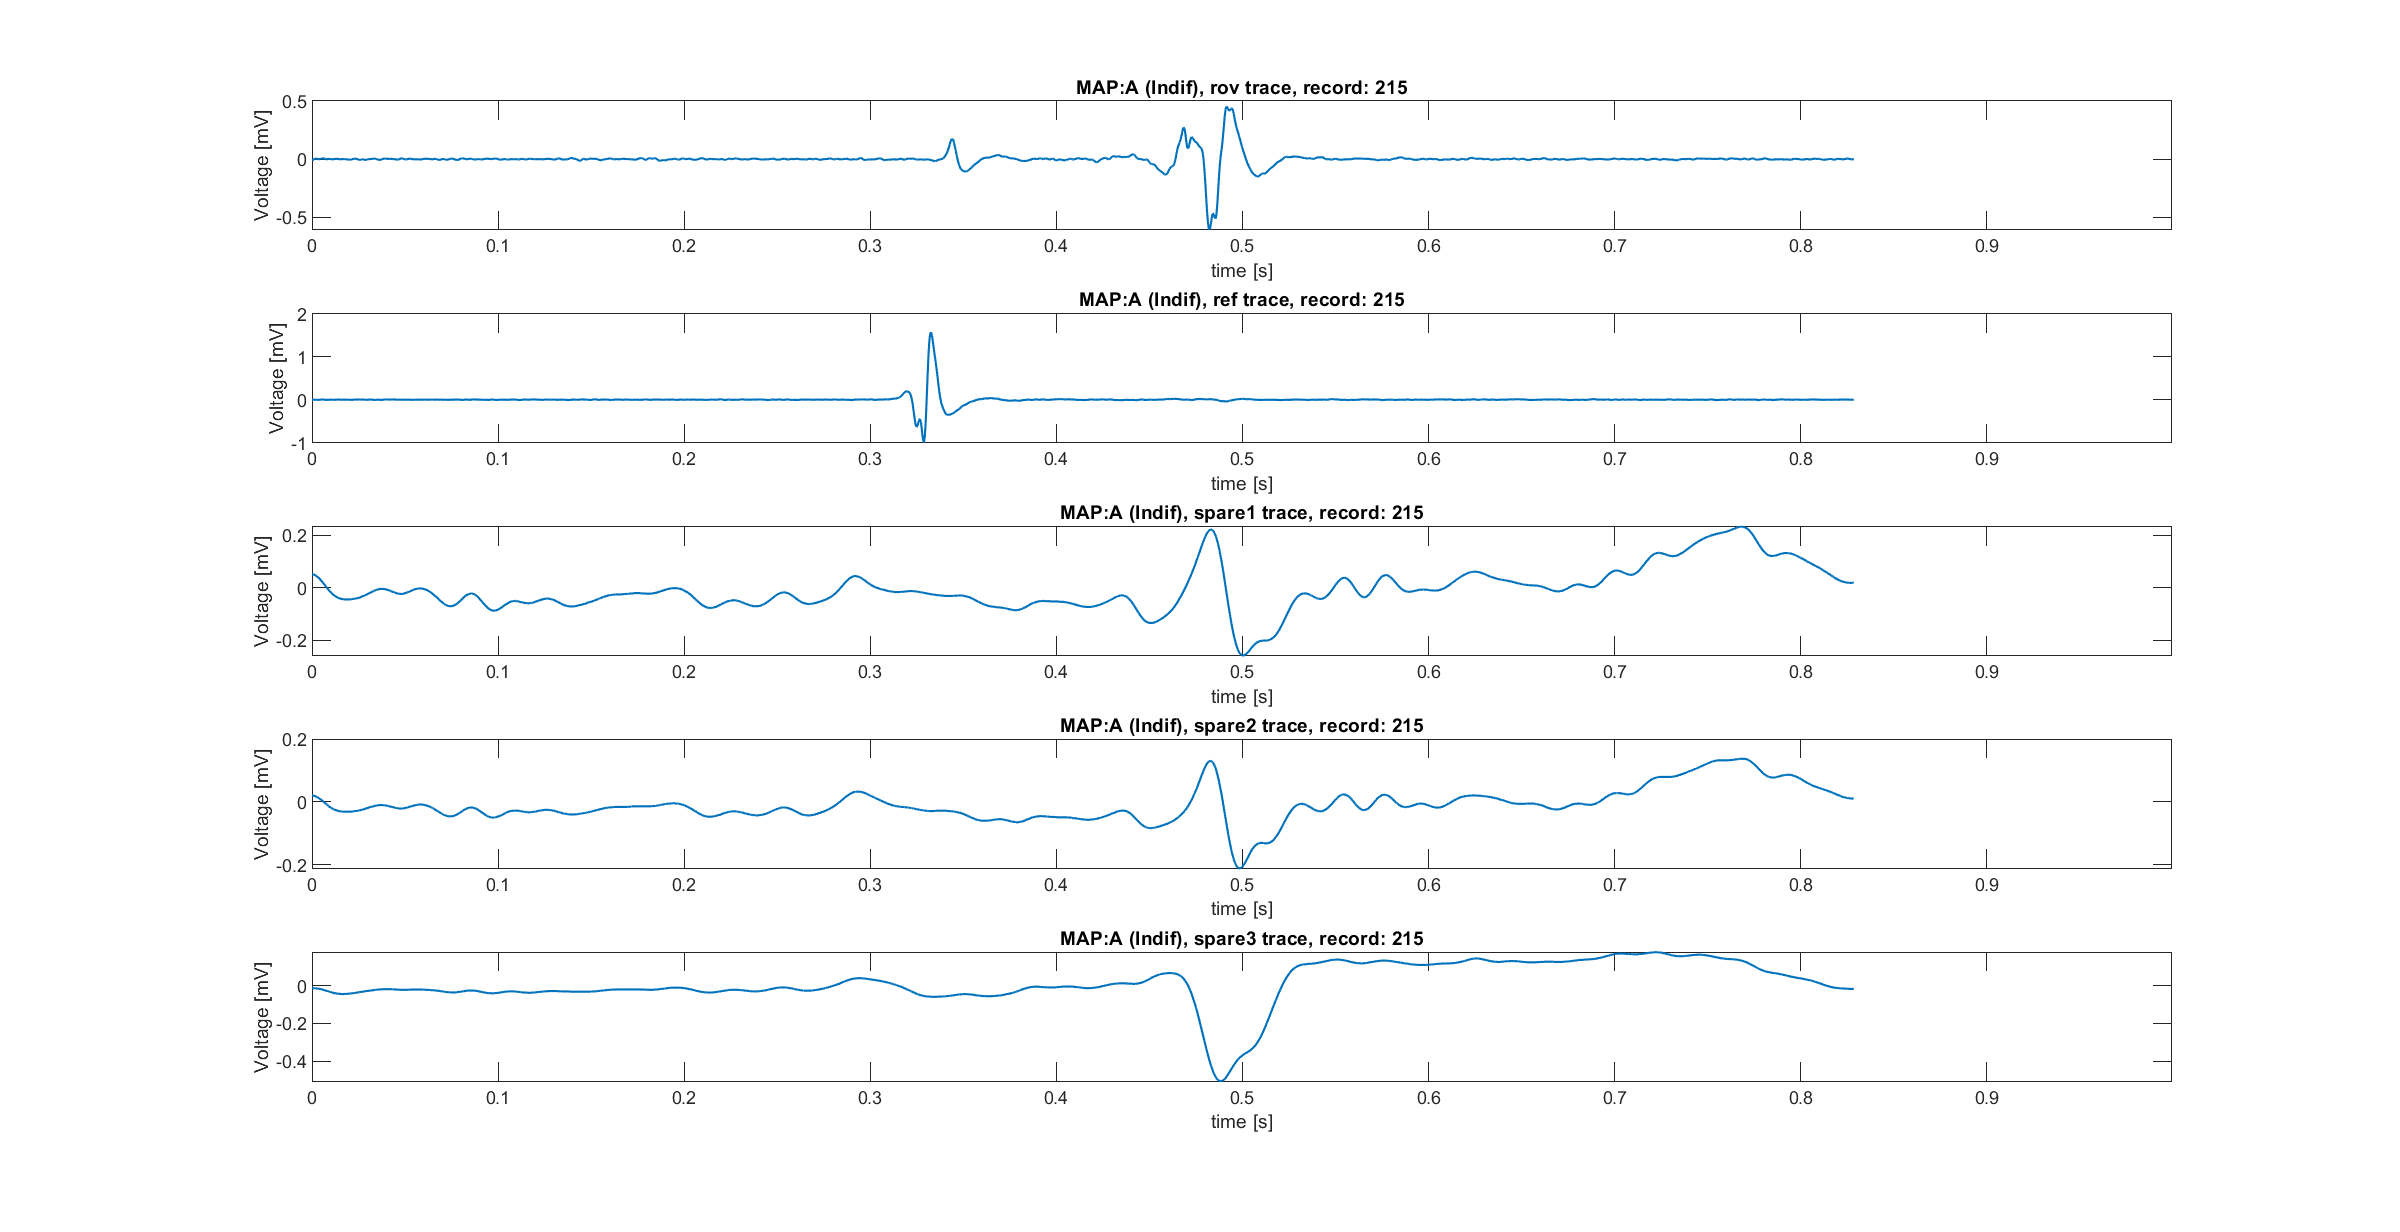 MAP:A (Indif), rov trace, record: 215
Voltage [mV]
0.5
0
-0.5
0 0.1 0.2 0.3 0.4 0.5 0.6 0.7 0.8 0.9
time [s]
MAP:A (Indif), ref trace, record: 215
Voltage [mV]
2
1
0
-1
0 0.1 0.2 0.3 0.4 0.5 0.6 0.7 0.8 0.9
time [s]
MAP:A (Indif), spare1 trace, record: 215
Voltage [mV]
0.2
0
-0.2
0 0.1 0.2 0.3 0.4 0.5 0.6 0.7 0.8 0.9
time [s]
MAP:A (Indif), spare2 trace, record: 215
Voltage [mV]
0.2
0
-0.2
0 0.1 0.2 0.3 0.4 0.5 0.6 0.7 0.8 0.9
time [s]
MAP:A (Indif), spare3 trace, record: 215
Voltage [mV]
0
-0.2
-0.4
0 0.1 0.2 0.3 0.4 0.5 0.6 0.7 0.8 0.9
time [s]